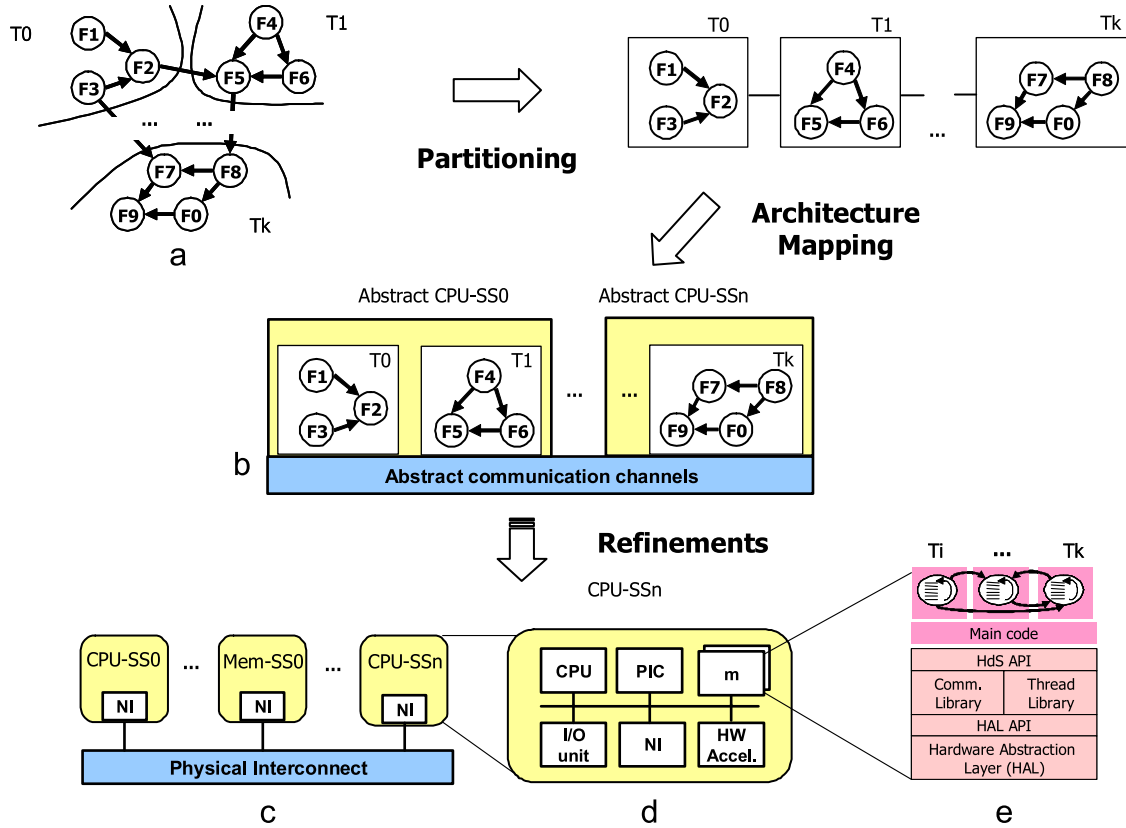 T0
F1
F2
F3
T1
F4
F5
F6
... ...
F7
F8
F9
F0
Tk
a
Partitioning
T0
F1
F2
F3
T1
F4
F5
F6
...
Tk
F7
F8
F9
F0
Architecture
Mapping
Abstract CPU-SS0
Abstract CPU-SSn
T0
F1
F2
F3
T1
F4
F5
F6
... ...
Tk
F7
F8
F9
F0
Abstract communication channels
b
Refinements
CPU-SS0
NI
...
Mem-SS0
NI
...
CPU-SSn
NI
Physical Interconnect
c
CPU-SSn
CPU
PIC
m
I/O
unit
NI
HW
Accel.
d
Ti ... Tk
Main code
HdS API
Comm.
Library
Thread
Library
HAL API
Hardware Abstraction
Layer (HAL)
e